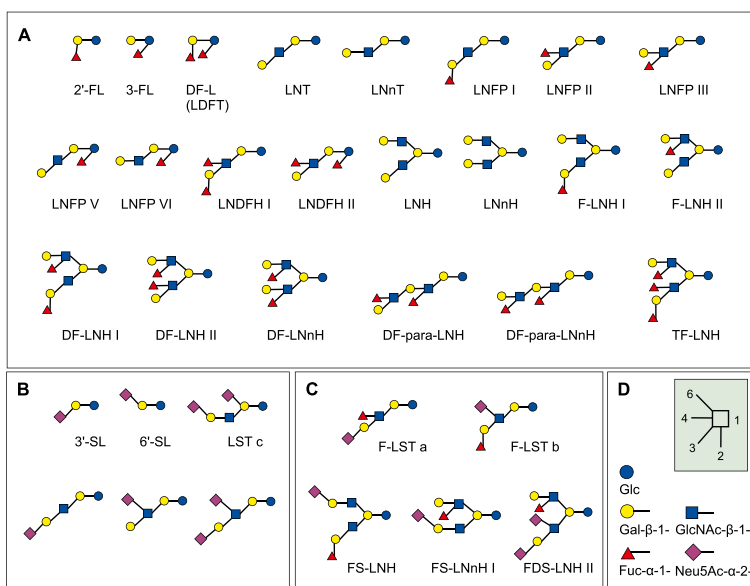 A
2'-FL 3-FL DF-L LNT LNnT LNFP I LNFP II LNFP III
(LDFT)
LNFP V LNFP VI LNDFH I LNDFH II LNH LNnH F-LNH I F-LNH II
DF-LNH I DF-LNH II DF-LNnH DF-para-LNH DF-para-LNnH TF-LNH
B
3'-SL 6'-SL LST c
C
F-LST a F-LST b
FS-LNH FS-LNnH I FDS-LNH II
D
6
4 1
3 2
Glc
Gal-β-1- GlcNAc-β-1-
Fuc-α-1- Neu5Ac-α-2-